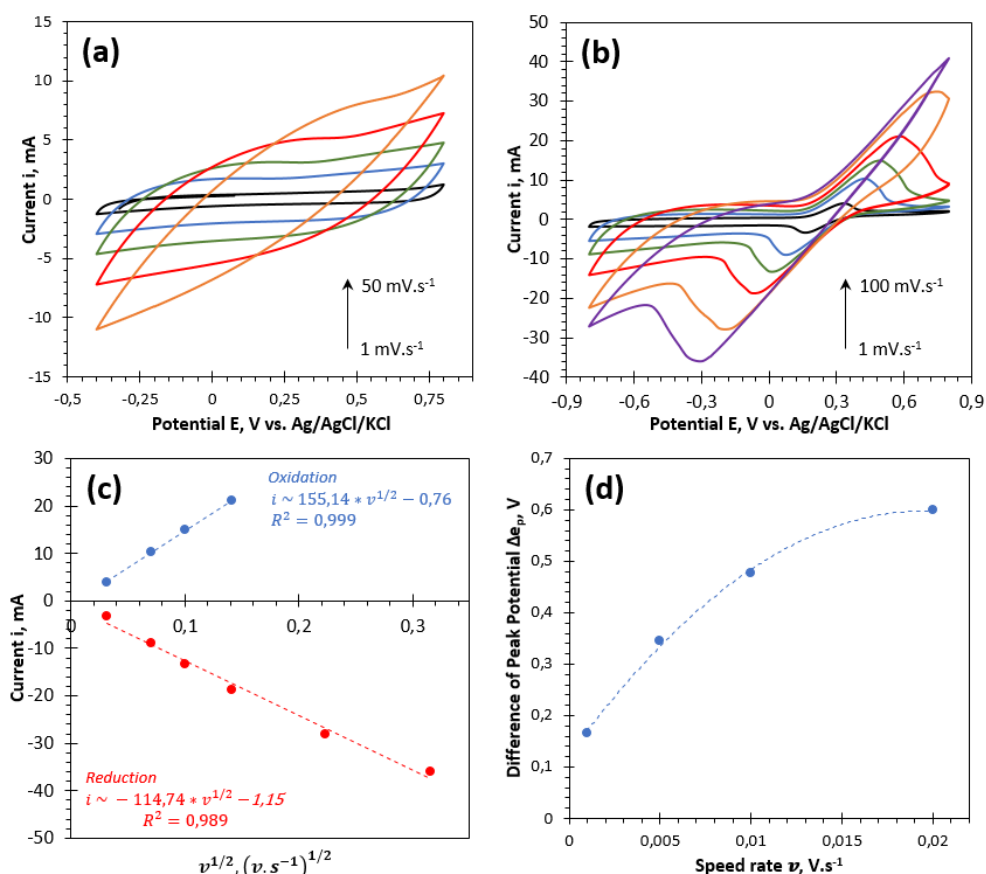 (a)
15
10
5
0
-5
-10
-15
Current i, mA
50 mV.s-1
1 mV.s-1
-0,5 -0,25 0 0,25 0,5 0,75
Potential E, V vs. Ag/AgCl/KCl
(b)
50
40
30
20
10
0
-10
-20
-30
-40
Current i, mA
100 mV.s-1
1 mV.s-1
-0,9 -0,6 -0,3 0 0,3 0,6 0,9
Potential E, V vs. Ag/AgCl/KCl
(c)
30
20
10
0
-10
-20
-30
-40
-50
Current i, mA
Oxidation
i ~ 155,14 * v^1/2 − 0,76
R² = 0,999
0,1 0,2 0,3
Reduction
i ~ − 114,74 * v^1/2 −1,15
R² = 0,989
v^1/2, (v.s-1)^1/2
(d)
0,7
0,6
0,5
0,4
0,3
0,2
0,1
0
Difference of Peak Potential Δep, V
0 0,005 0,01 0,015 0,02
Speed rate v, V.s-1